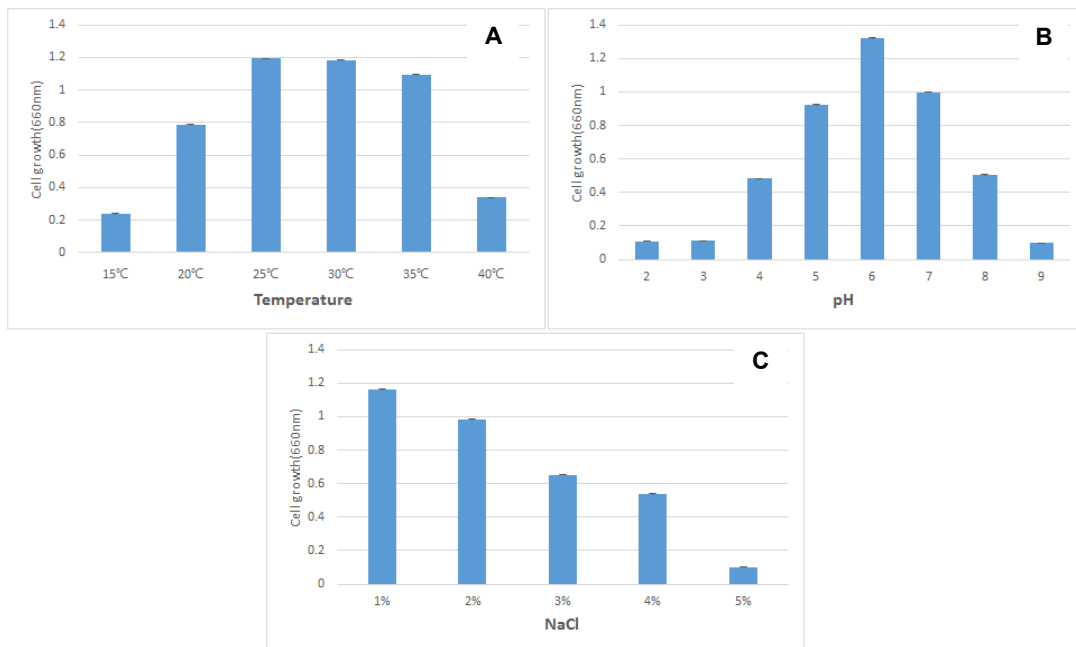 A
1.4
1.2
1
0.8
0.6
0.4
0.2
0
Cell growth(660nm)
15℃ 20℃ 25℃ 30℃ 35℃ 40℃
Temperature
B
1.4
1.2
1
0.8
0.6
0.4
0.2
0
Cell growth(660nm)
2 3 4 5 6 7 8 9
pH
C
1.4
1.2
1
0.8
0.6
0.4
0.2
0
Cell growth(660nm)
1% 2% 3% 4% 5%
NaCl